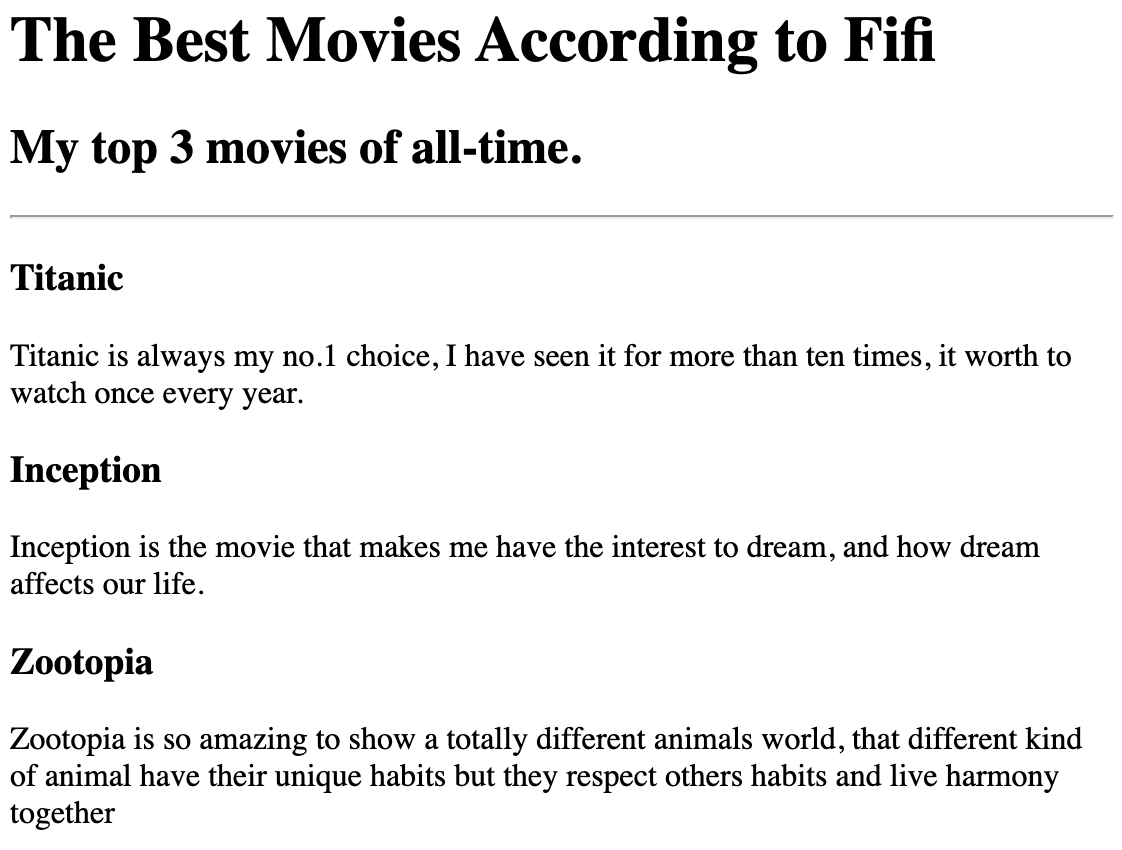 The Best Movies According to Fifi
My top 3 movies of all-time.
Titanic
Titanic is always my no.1 choice, I have seen it for more than ten times, it worth to
watch once every year.
Inception
Inception is the movie that makes me have the interest to dream, and how dream
affects our life.
Zootopia
Zootopia is so amazing to show a totally different animals world, that different kind
of animal have their unique habits but they respect others habits and live harmony
together